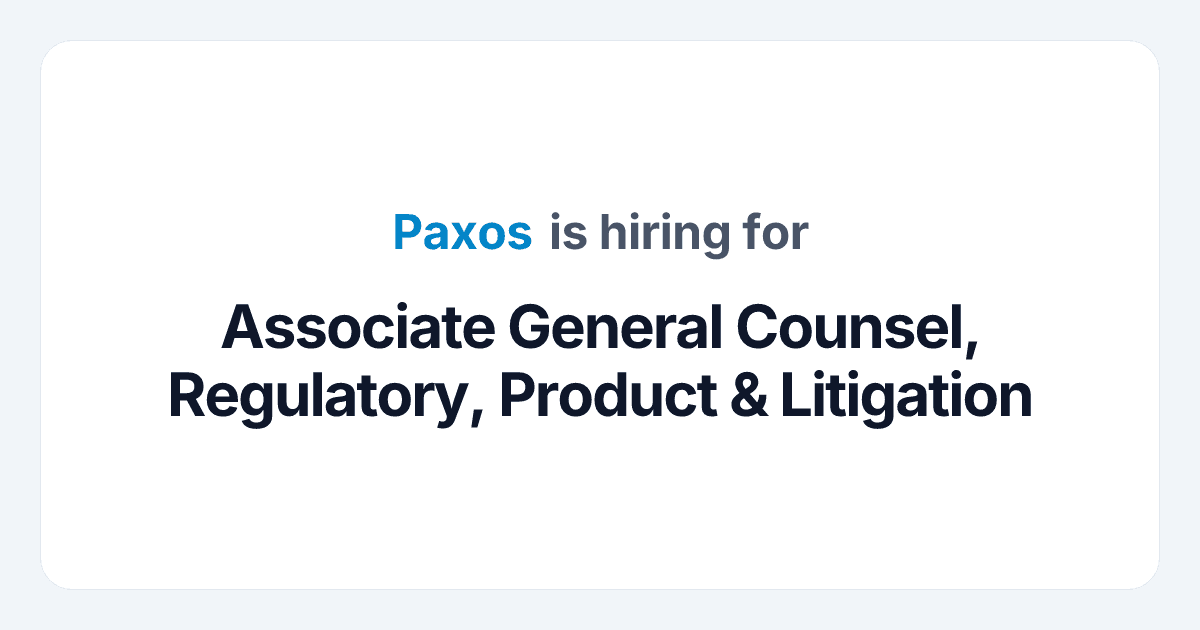 Paxos is hiring for
Associate General Counsel,
Regulatory, Product & Litigation